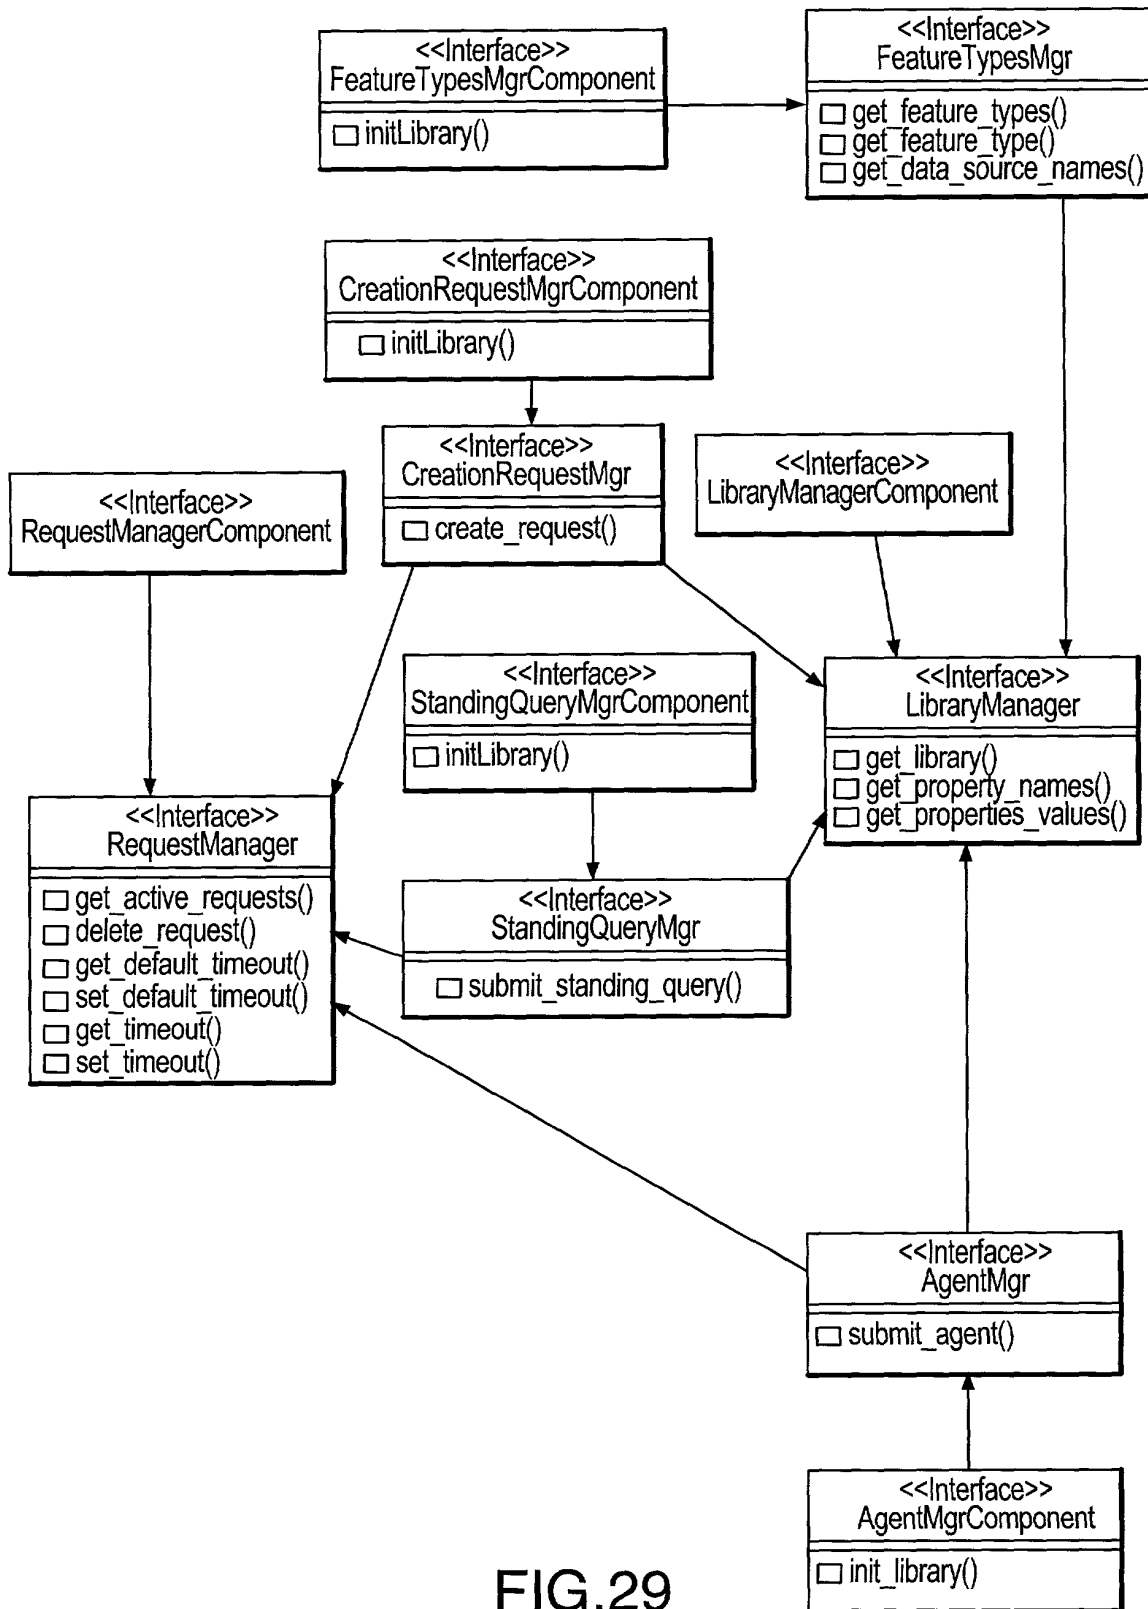 <<Interface>>
FeatureTypesMgrComponent
initLibrary()
<<Interface>>
FeatureTypesMgr
get_feature_types()
get_feature_type()
get_data_source_names()
<<Interface>>
CreationRequestMgrComponent
initLibrary()
<<Interface>>
CreationRequestMgr
create_request()
<<Interface>>
LibraryManagerComponent
<<Interface>>
RequestManagerComponent
<<Interface>>
StandingQueryMgrComponent
initLibrary()
<<Interface>>
LibraryManager
get_library()
get_property_names()
get_properties_values()
<<Interface>>
RequestManager
get_active_requests()
delete_request()
get_default_timeout()
set_default_timeout()
get_timeout()
set_timeout()
<<Interface>>
StandingQueryMgr
submit_standing_query()
<<Interface>>
AgentMgr
submit_agent()
<<Interface>>
AgentMgrComponent
init_library()
FIG.29